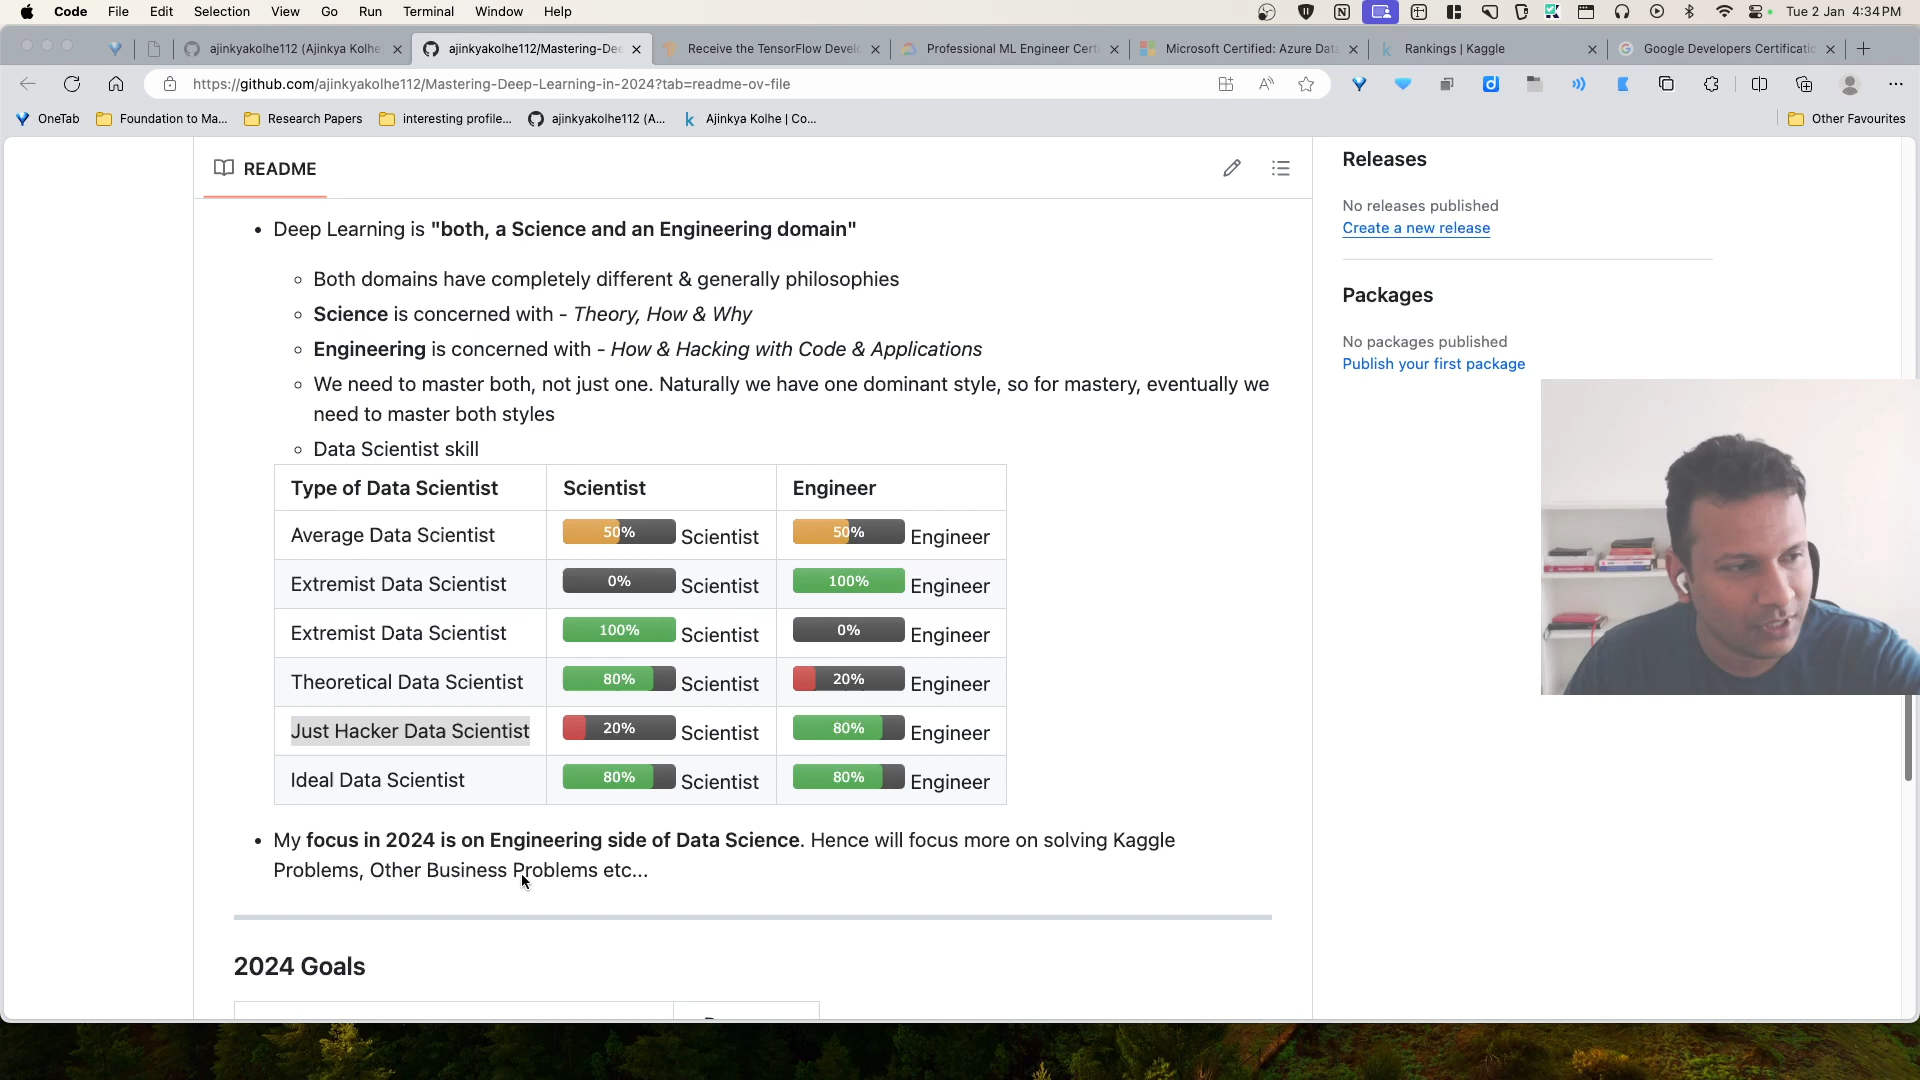 Code File Edit Selection View Go Run Terminal Window Help Tue 2 Jan 4:34 PM
ajinkyakolhe112 (Ajinkya Kolhe ajinkyakolhe112/Mastering-De Receive the TensorFlow Devel Professional ML Engineer Cert Microsoft Certified: Azure Dat Rankings | Kaggle Google Developers Certificatic
https://github.com/ajinkyakolhe112/Mastering-Deep-Learning-in-2024?tab=readme-ov-file
OneTab Foundation to Ma... Research Papers interesting profile... ajinkyakolhe112 (A... Ajinkya Kolhe | Co... Other Favourites
README
• Deep Learning is "both, a Science and an Engineering domain"
Both domains have completely different & generally philosophies
Science is concerned with - Theory, How & Why
Engineering is concerned with - How & Hacking with Code & Applications
We need to master both, not just one. Naturally we have one dominant style, so for mastery, eventually we
need to master both styles
Data Scientist skill
Type of Data Scientist Scientist Engineer
Average Data Scientist 50% Scientist 50% Engineer
Extremist Data Scientist 0% Scientist 100% Engineer
Extremist Data Scientist 100% Scientist 0% Engineer
Theoretical Data Scientist 80% Scientist 20% Engineer
Just Hacker Data Scientist 20% Scientist 80% Engineer
Ideal Data Scientist 80% Scientist 80% Engineer
• My focus in 2024 is on Engineering side of Data Science. Hence will focus more on solving Kaggle
Problems, Other Business Problems etc...
2024 Goals
Releases
No releases published
Create a new release
Packages
No packages published
Publish your first package